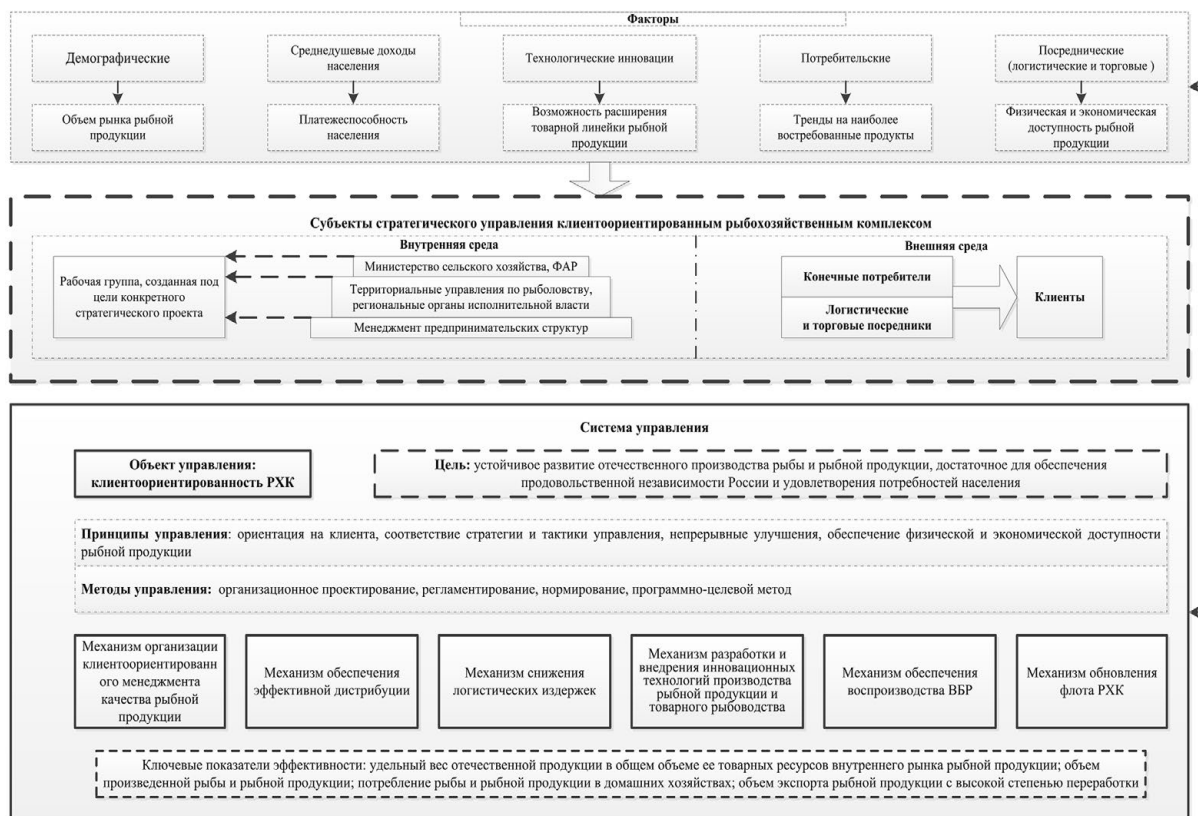 Факторы
Демографические
Среднедушевые доходы
населения
Технологические инновации
Потребительские
Посреднические
(логистические и торговые )
Объем рынка рыбной
продукции
Платежеспособность
населения
Возможность расширения
товарной линейки рыбной
продукции
Тренды на наиболее
востребованные продукты
Физическая и экономическая
доступность рыбной
продукции
Субъекты стратегического управления клиентоориентированным рыбохозяйственным комплексом
Внутренняя среда
Рабочая группа, созданная под
цели конкретного
стратегического проекта
Министерство сельского хозяйства, ФАР
Территориальные управления по рыболовству,
региональные органы исполнительной власти
Менеджмент предпринимательских структур
Внешняя среда
Конечные потребители
Логистические
и торговые посредники
Клиенты
Система управления
Объект управления:
клиентоориентированность РХК
Цель: устойчивое развитие отечественного производства рыбы и рыбной продукции, достаточное для обеспечения
продовольственной независимости России и удовлетворения потребностей населения
Принципы управления: ориентация на клиента, соответствие стратегии и тактики управления, непрерывные улучшения, обеспечение физической и экономической доступности
рыбной продукции
Методы управления: организационное проектирование, регламентирование, нормирование, программно-целевой метод
Механизм организации
клиентоориентированн
ого менеджмента
качества рыбной
продукции
Механизм обеспечения
эффективной дистрибуции
Механизм снижения
логистических издержек
Механизм разработки и
внедрения инновационных
технологий производства
рыбной продукции и
товарного рыбоводства
Механизм обеспечения
воспроизводства ВБР
Механизм обновления
флота РХК
Ключевые показатели эффективности: удельный вес отечественной продукции в общем объеме ее товарных ресурсов внутреннего рынка рыбной продукции; объем
произведенной рыбы и рыбной продукции; потребление рыбы и рыбной продукции в домашних хозяйствах; объем экспорта рыбной продукции с высокой степенью переработки